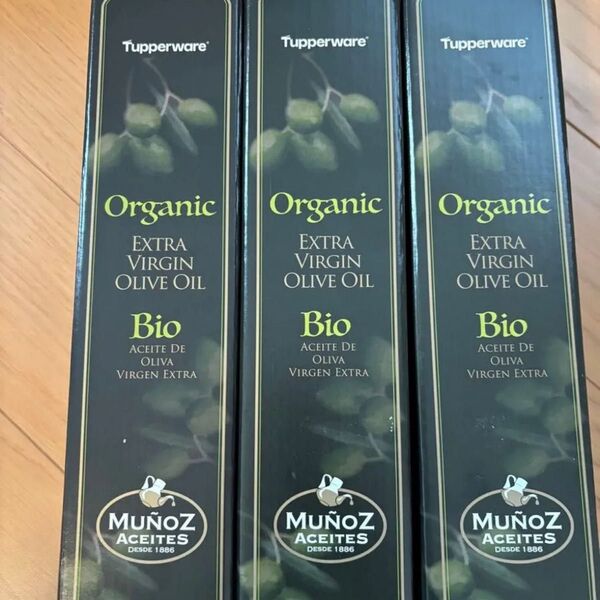 Tupperware®
Organic
EXTRA
VIRGIN
OLIVE OIL
Bio
ACEITE DE
OLIVA
VIRGEN EXTRA
MUÑOZ
ACEITES
DESDE 1886
Tupperware®
Organic
EXTRA
VIRGIN
OLIVE OIL
Bio
ACEITE DE
OLIVA
VIRGEN EXTRA
MUÑOZ
ACEITES
DESDE 1886
Tupperware®
Organic
EXTRA
VIRGIN
OLIVE OIL
Bio
ACEITE DE
OLIVA
VIRGEN EXTRA
MUÑOZ
ACEITES
DESDE 1886